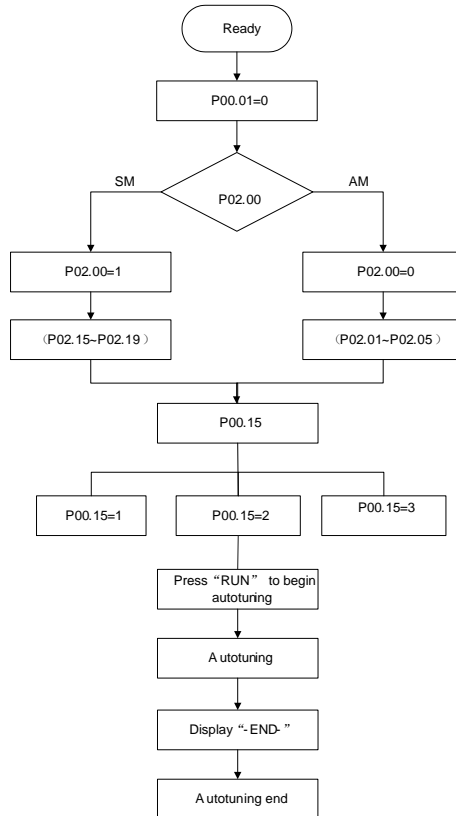 Ready
P00.01=0
SM
AM
P02.00
P02.00=1
P02.00=0
（P02.15~P02.19）
（P02.01~P02.05）
P00.15
P00.15=1
P00.15=2
P00.15=3
Press “RUN” to begin
autotuning
Autotuning
Display “-END-”
Autotuning end